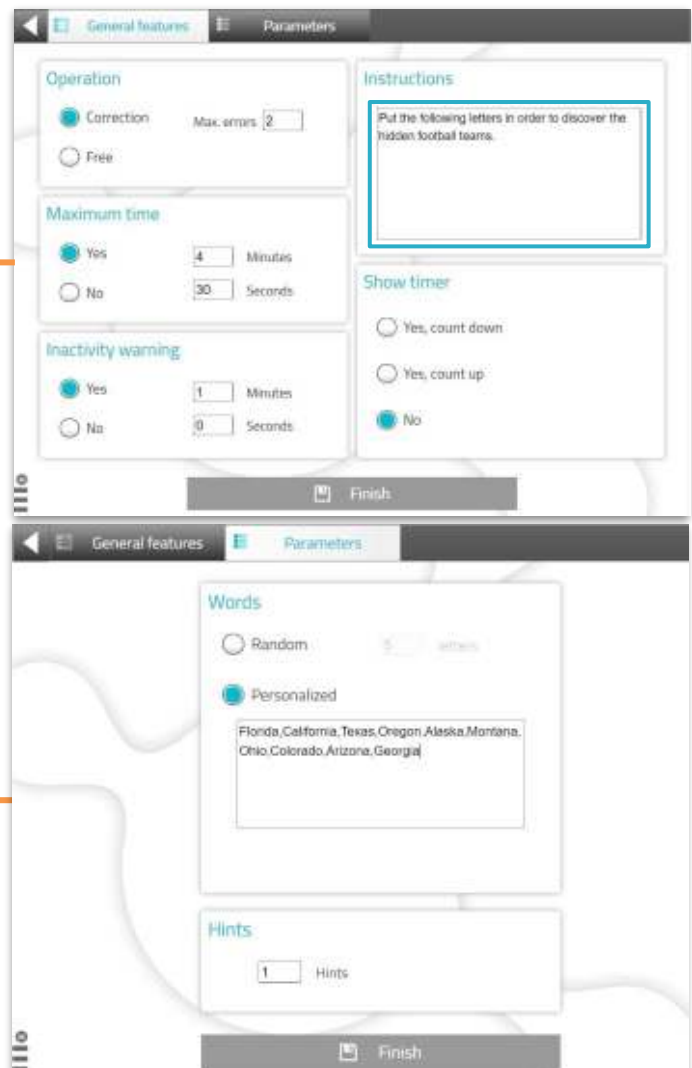 General features
Parameters
Operation
Correction
Max. errors 2
Free
Maximum time
Yes
4 Minutes
No
30 Seconds
Inactivity warning
Yes
1 Minutes
No
0 Seconds
Instructions
Put the following letters in order to discover the
hidden football teams.
Show timer
Yes, count down
Yes, count up
No
Finish
General features
Parameters
Words
Random
5 letters
Personalized
Florida,California,Texas,Oregon,Alaska,Montana,
Ohio,Colorado,Arizona,Georgia
Hints
1 Hints
Finish